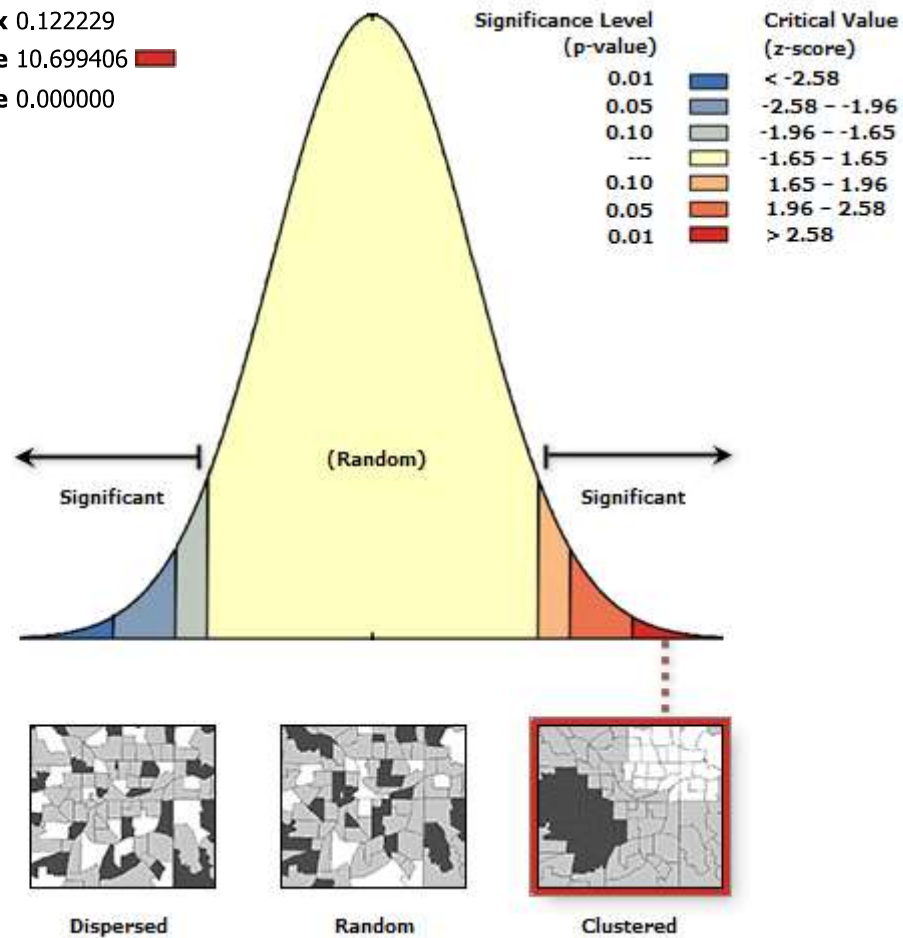 x 0.122229
e 10.699406
e 0.000000
Significance Level
(p-value)
Critical Value
(z-score)
0.01 < -2.58
0.05 -2.58 – -1.96
0.10 -1.96 – -1.65
--- -1.65 – 1.65
0.10 1.65 – 1.96
0.05 1.96 – 2.58
0.01 > 2.58
(Random)
Significant
Significant
Dispersed
Random
Clustered